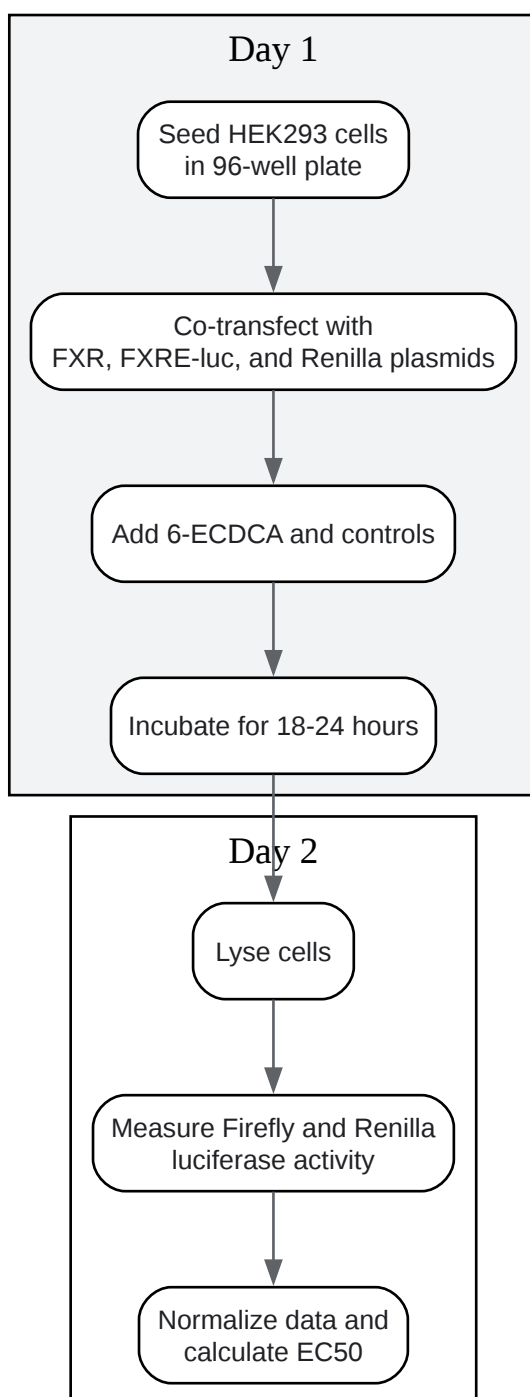 Day 1
Seed HEK293 cells
in 96-well plate
Co-transfect with
FXR, FXRE-luc, and Renilla plasmids
Add 6-ECDCA and controls
Incubate for 18-24 hours
Day 2
Lyse cells
Measure Firefly and Renilla
luciferase activity
Normalize data and
calculate EC50